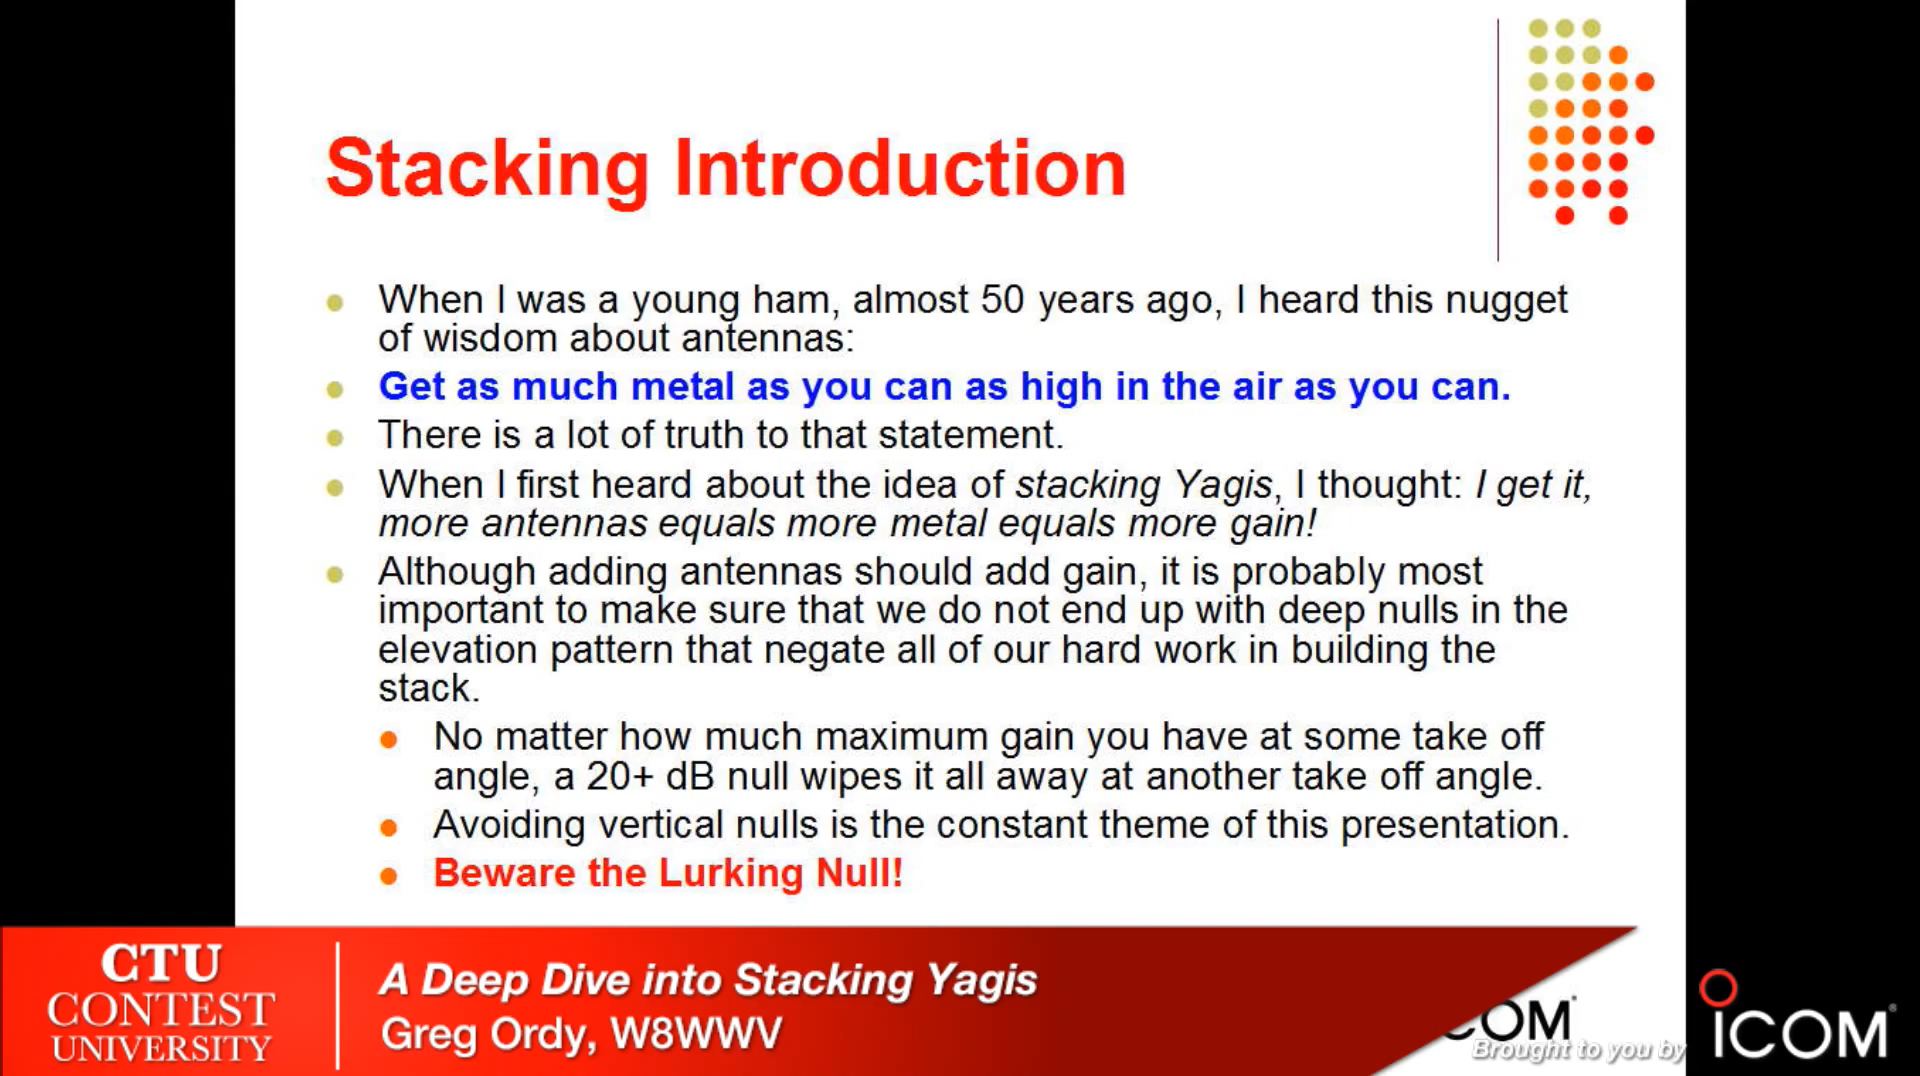 Stacking Introduction
When I was a young ham, almost 50 years ago, I heard this nugget
of wisdom about antennas:
Get as much metal as you can as high in the air as you can.
There is a lot of truth to that statement.
When I first heard about the idea of stacking Yagis, I thought: I get it,
more antennas equals more metal equals more gain!
Although adding antennas should add gain, it is probably most
important to make sure that we do not end up with deep nulls in the
elevation pattern that negate all of our hard work in building the
stack.
No matter how much maximum gain you have at some take off
angle, a 20+ dB null wipes it all away at another take off angle.
Avoiding vertical nulls is the constant theme of this presentation.
Beware the Lurking Null!
CTU
CONTEST
UNIVERSITY
A Deep Dive into Stacking Yagis
Greg Ordy, W8WWV
COM
Brought to you by
ICOM®